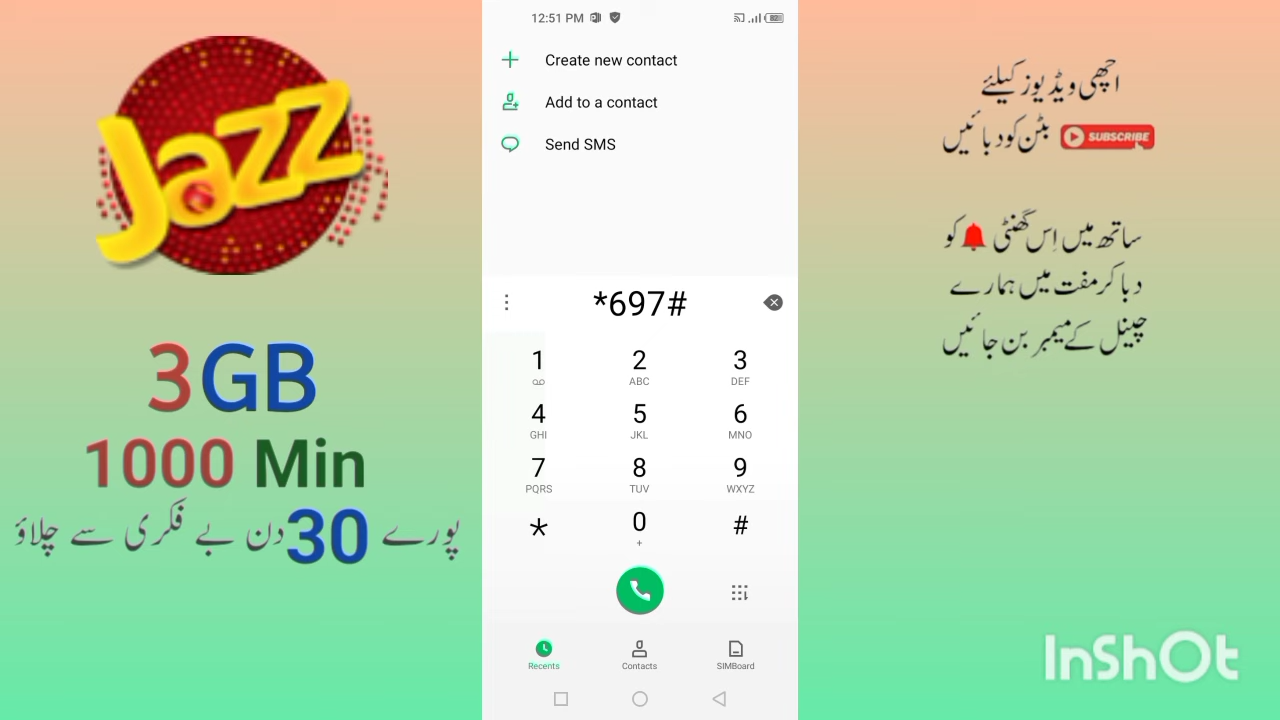 Jazz
3GB
1000 Min
پورے 30 دن بے فکری سے چلاؤ
12:51 PM
82
Create new contact
Add to a contact
Send SMS
*697#
1
2 ABC
3 DEF
4 GHI
5 JKL
6 MNO
7 PQRS
8 TUV
9 WXYZ
*
0 +
#
Recents
Contacts
SIMBoard
اچھی ویڈیوز کیلئے
SUBSCRIBE بٹن کو دبائیں
ساتھ میں اِس گھنٹی کو
دبا کر مفت میں ہمارے
چینل کے میمبر بن جائیں
InShOt